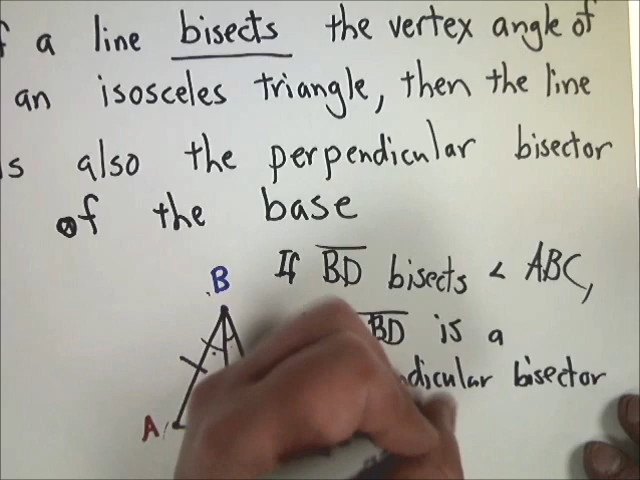 f a line bisects the vertex angle of
an isosceles triangle, then the line
s also the perpendicular bisector
of the base
B
If BD bisects < ABC,
BD is a
dicular bisector
A